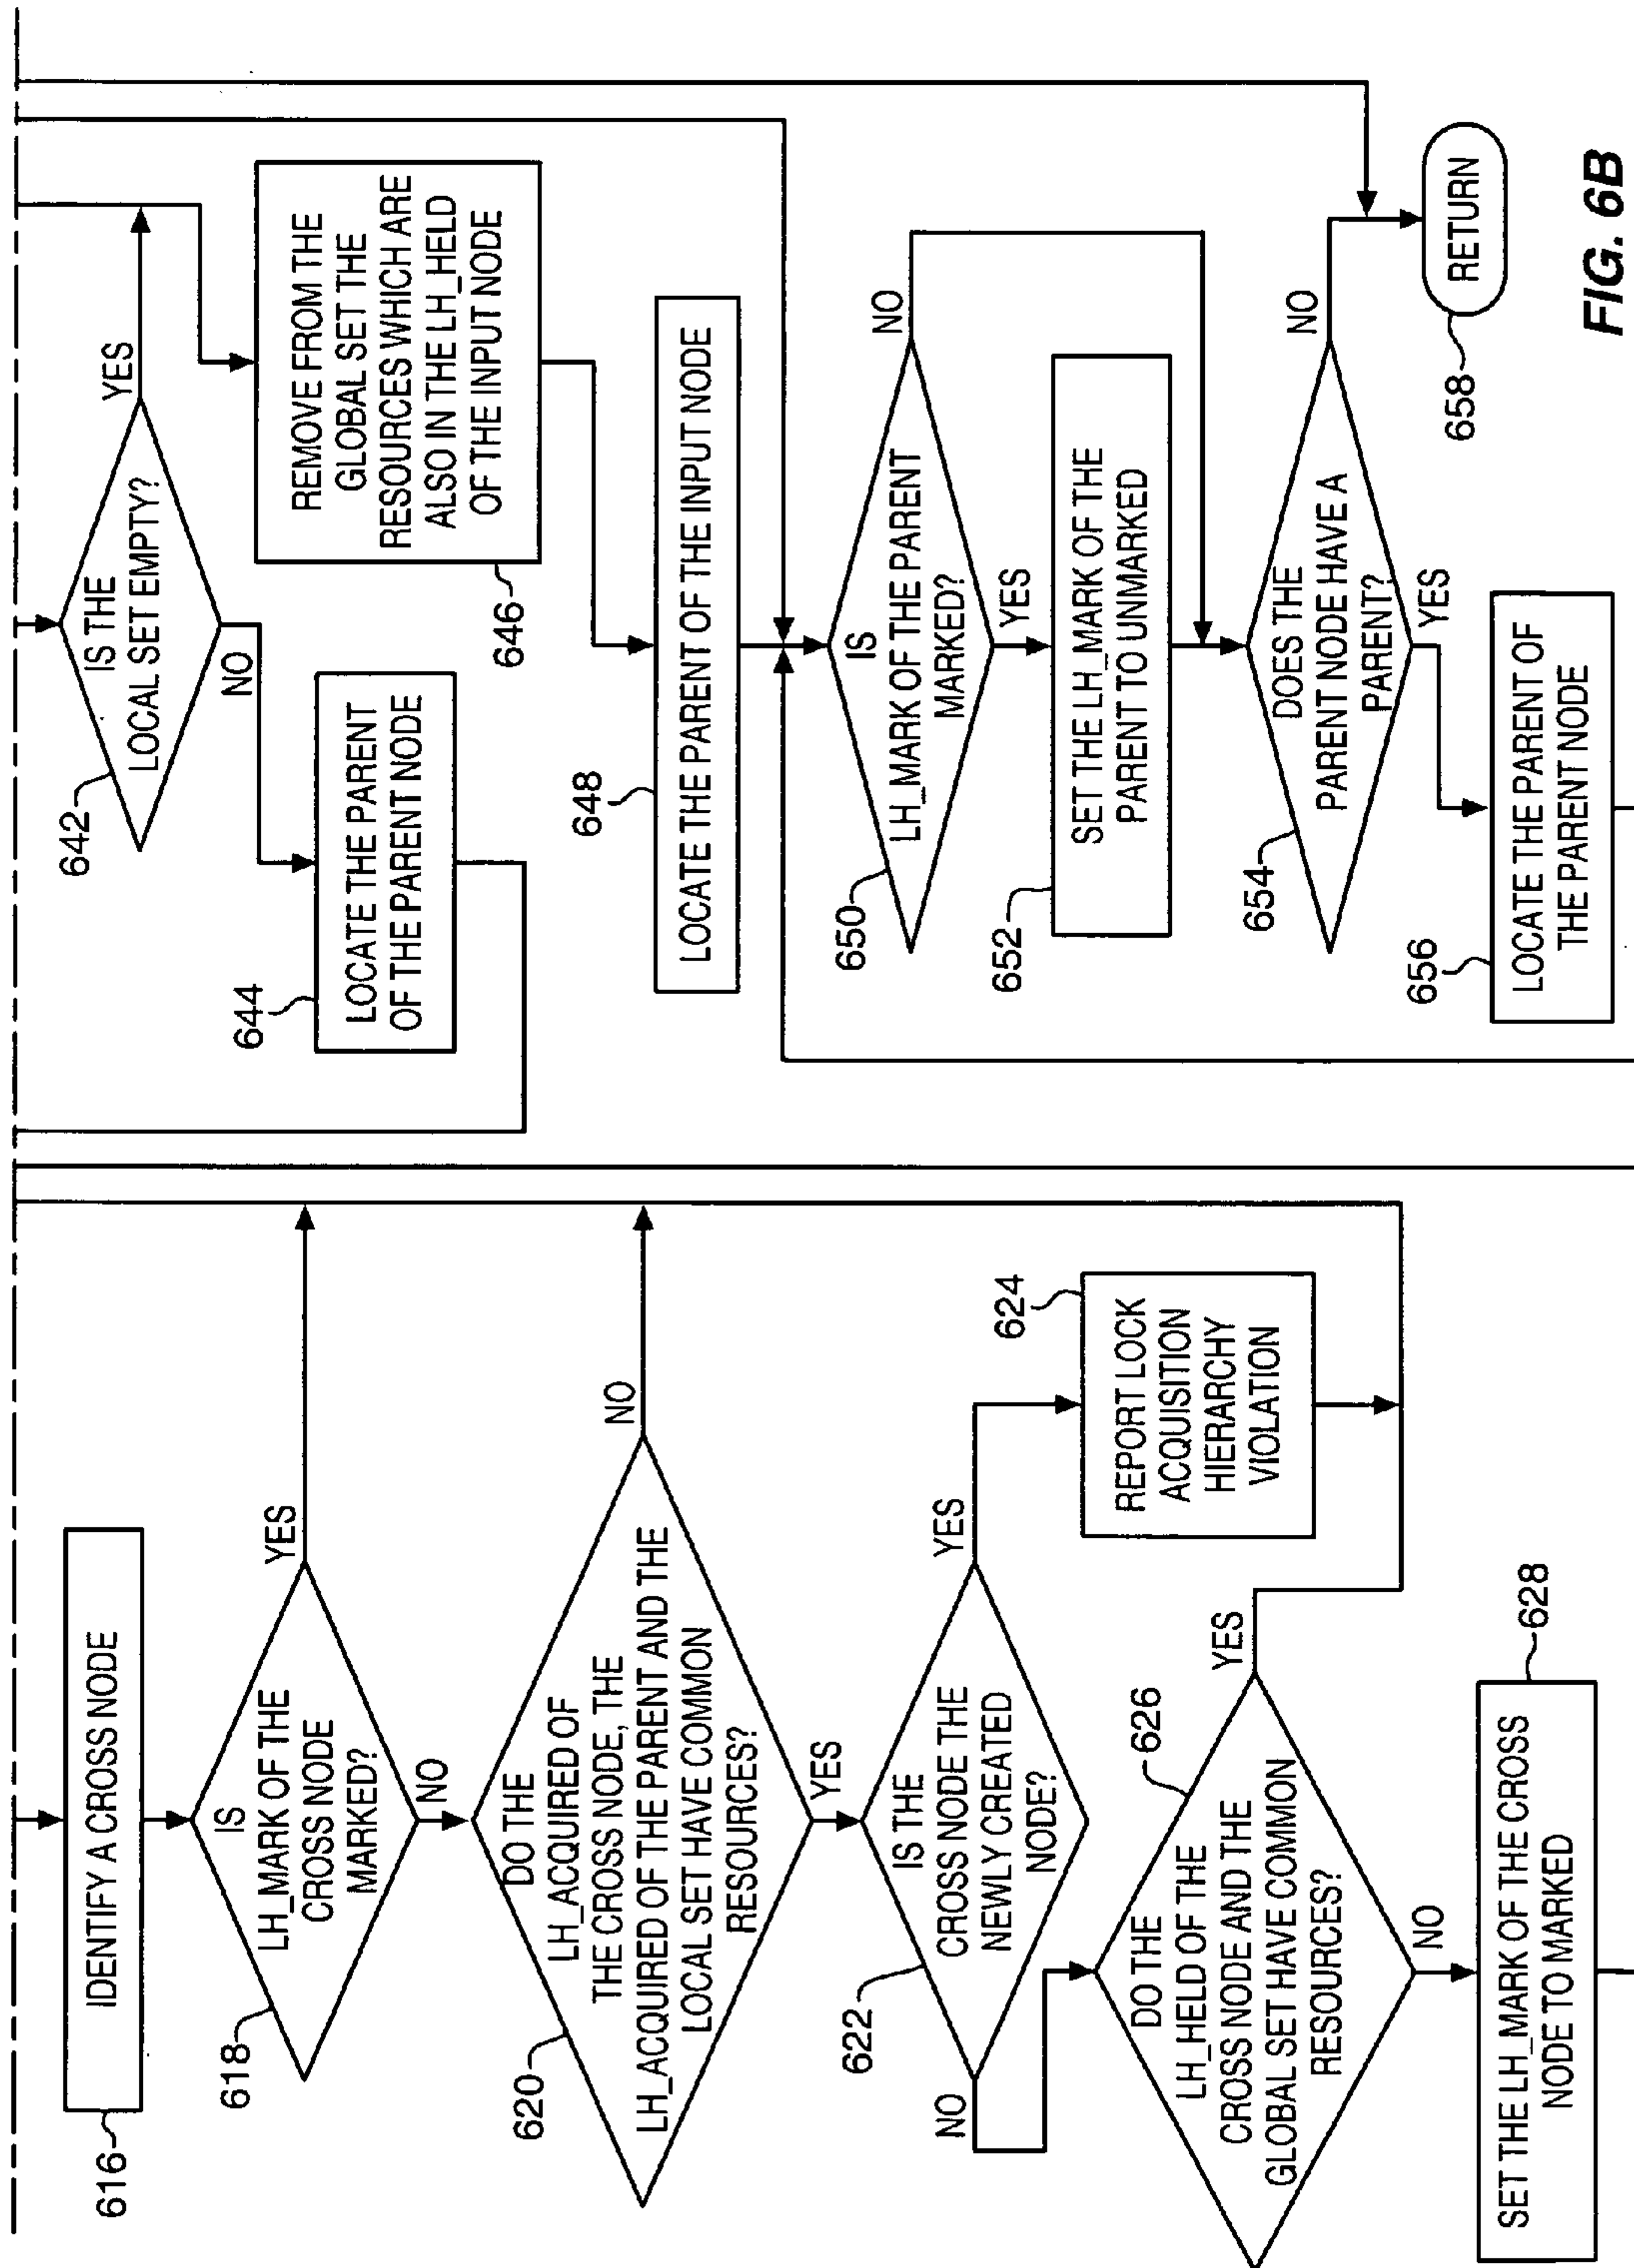 616
IDENTIFY A CROSS NODE
618
IS
LH_MARK OF THE
CROSS NODE
MARKED?
YES
NO
620
DO THE
LH_ACQUIRED OF
THE CROSS NODE, THE
LH_ACQUIRED OF THE PARENT AND THE
LOCAL SET HAVE COMMON
RESOURCES?
NO
YES
622
IS THE
CROSS NODE THE
NEWLY CREATED
NODE?
YES
NO
624
REPORT LOCK
ACQUISITION
HIERARCHY
VIOLATION
626
DO THE
LH_HELD OF THE
CROSS NODE AND THE
GLOBAL SET HAVE COMMON
RESOURCES?
YES
NO
628
SET THE LH_MARK OF THE CROSS
NODE TO MARKED
642
IS THE
LOCAL SET EMPTY?
YES
NO
644
LOCATE THE PARENT
OF THE PARENT NODE
646
REMOVE FROM THE
GLOBAL SET THE
RESOURCES WHICH ARE
ALSO IN THE LH_HELD
OF THE INPUT NODE
648
LOCATE THE PARENT OF THE INPUT NODE
650
IS
LH_MARK OF THE PARENT
MARKED?
NO
YES
652
SET THE LH_MARK OF THE
PARENT TO UNMARKED
654
DOES THE
PARENT NODE HAVE A
PARENT?
NO
YES
656
LOCATE THE PARENT OF
THE PARENT NODE
658
RETURN
FIG. 6B